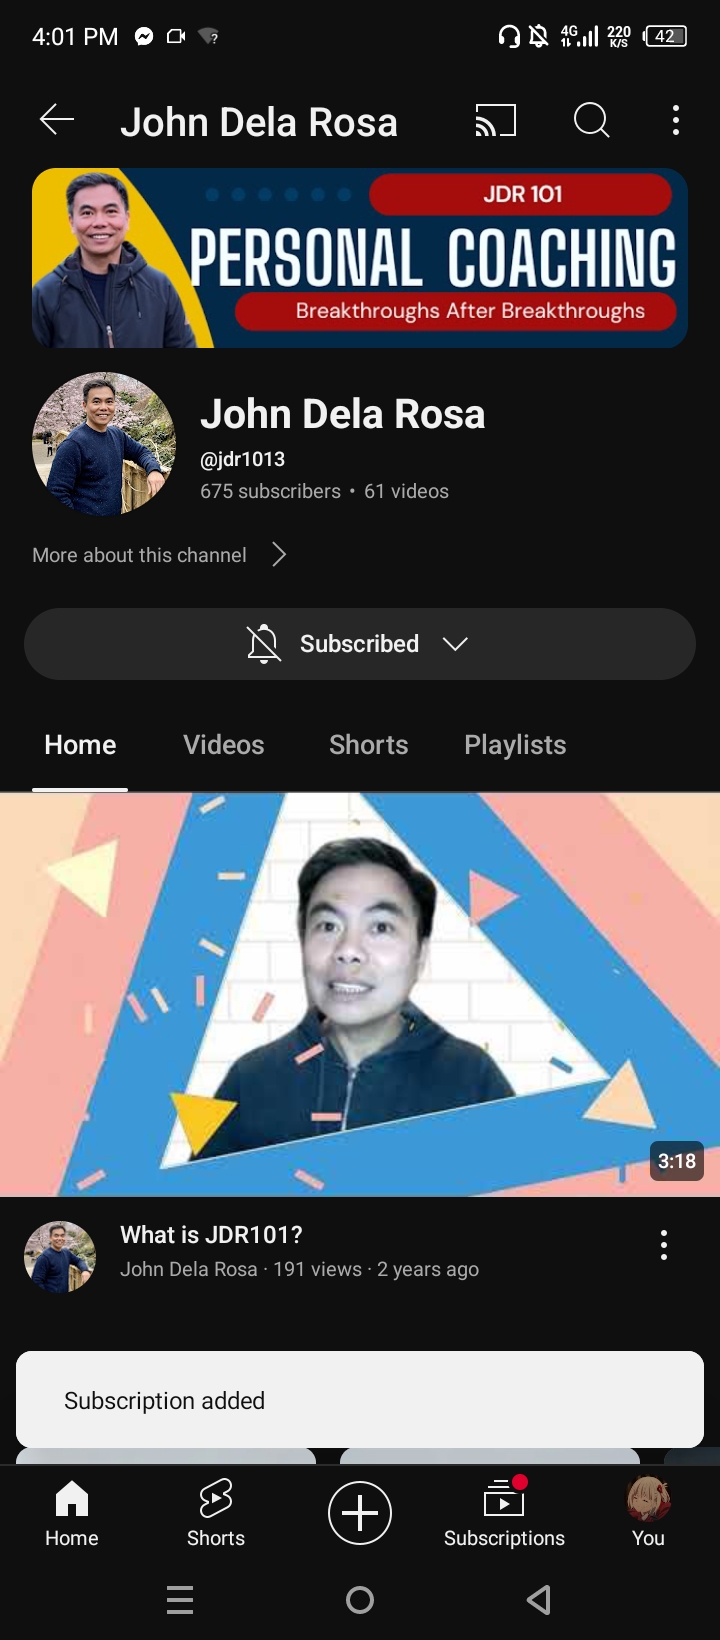 4:01 PM ? 4G 220 K/S 42
John Dela Rosa
JDR 101
PERSONAL COACHING
Breakthroughs After Breakthroughs
John Dela Rosa
@jdr1013
675 subscribers • 61 videos
More about this channel
Subscribed
Home Videos Shorts Playlists
3:18
What is JDR101?
John Dela Rosa · 191 views · 2 years ago
Subscription added
Home Shorts Subscriptions You